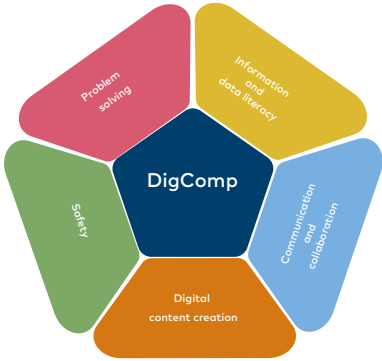 Problem
solving
Information
and
data literacy
DigComp
Safety
Communication
and
collaboration
Digital
content creation